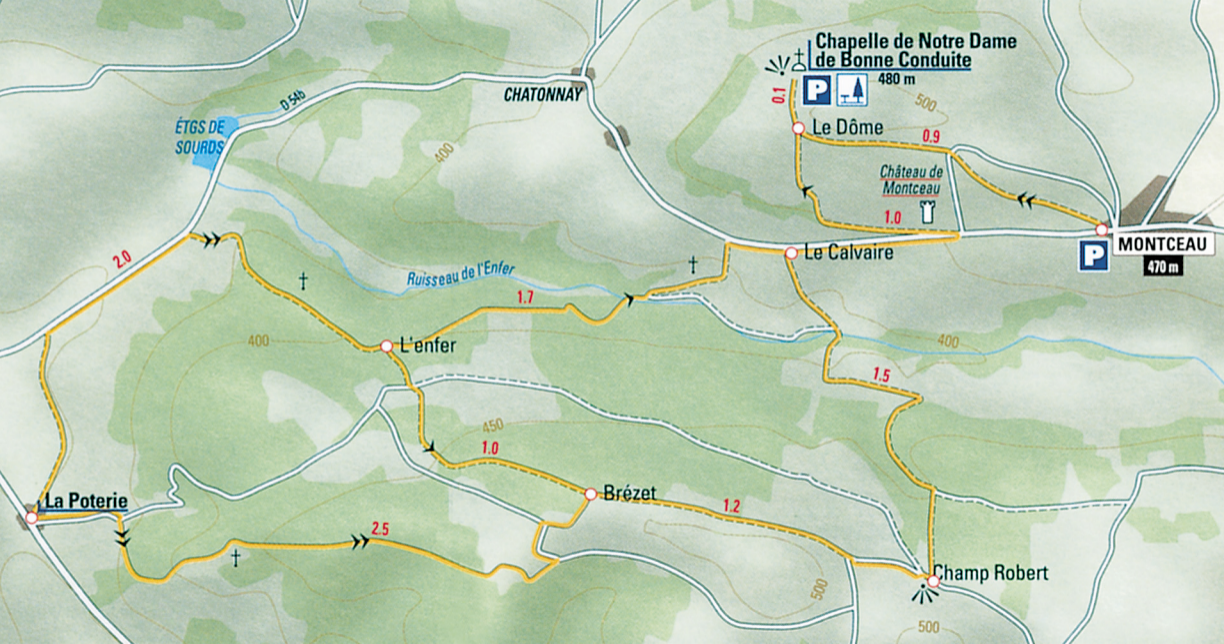 Chapelle de Notre Dame
de Bonne Conduite
480 m
P
CHATONNAY
D 54b
0.1
500
ÉTGS DE
SOURDS
Le Dôme
0.9
400
Château de
Montceau
1.0
MONTCEAU
P
470 m
2.0
Le Calvaire
Ruisseau de l'Enfer
1.7
400
L'enfer
400
1.5
450
1.0
La Poterie
Brézet
1.2
2.5
Champ Robert
500
500